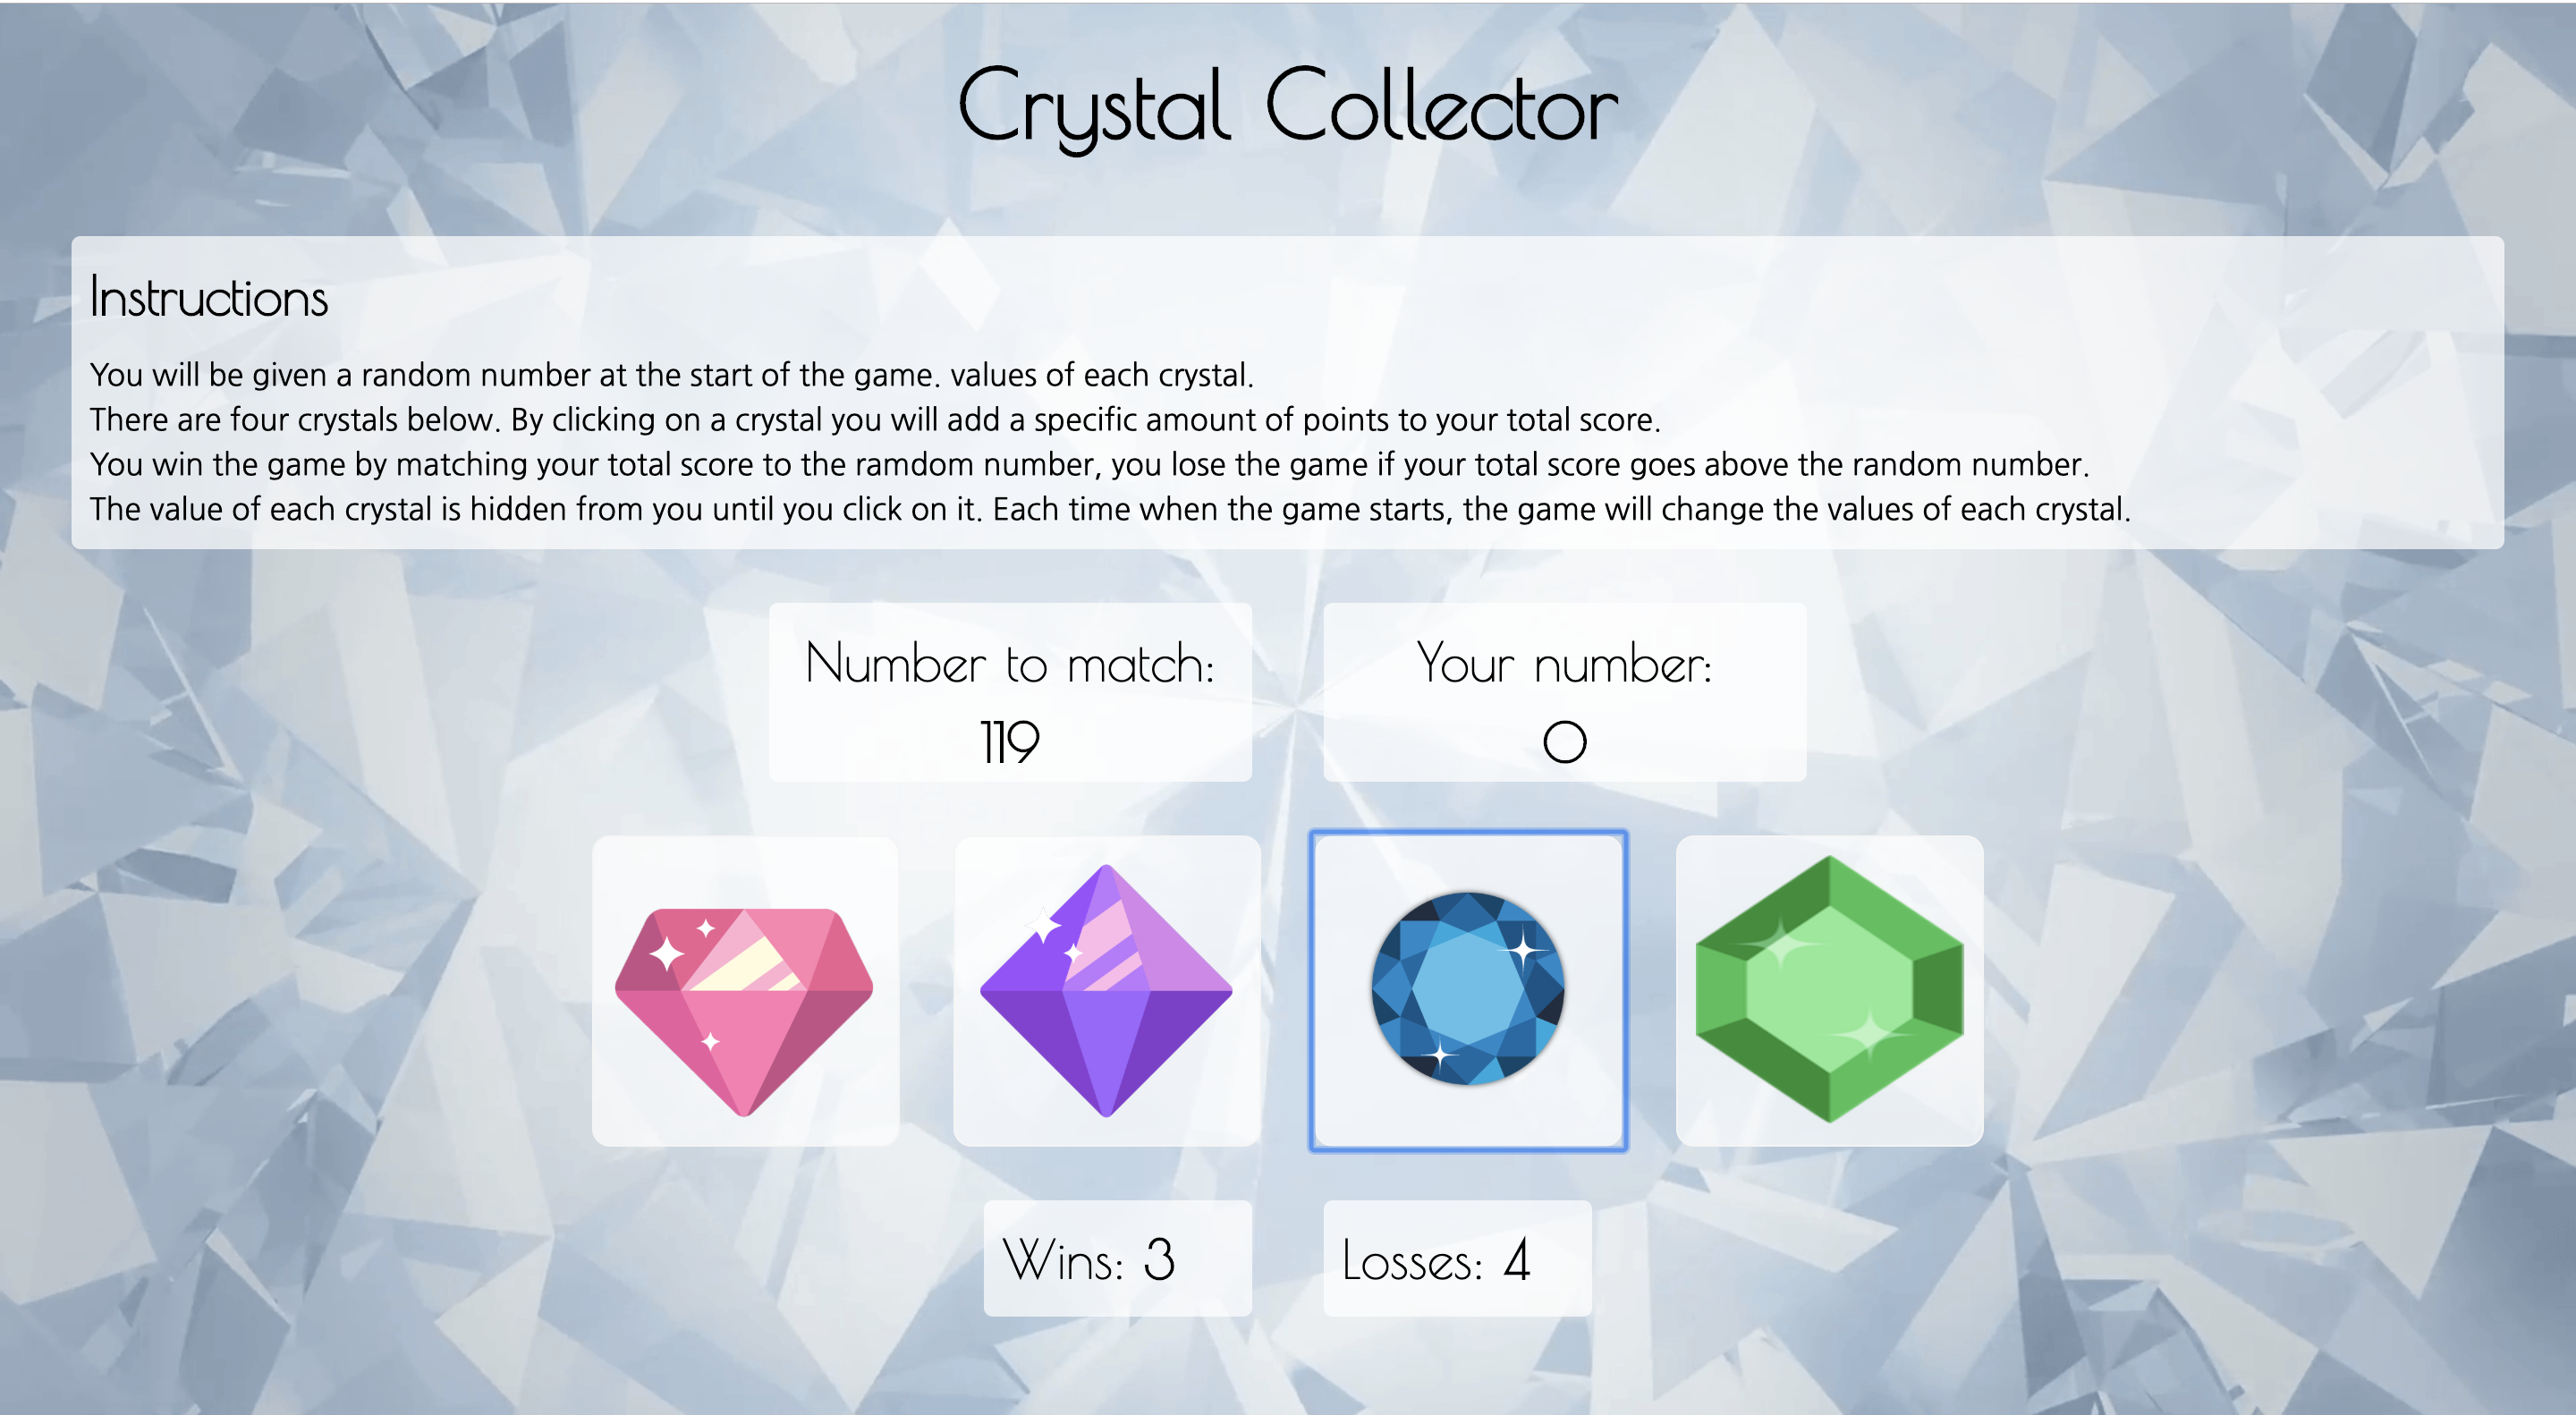 Crystal Collector
Instructions
You will be given a random number at the start of the game. values of each crystal.
There are four crystals below. By clicking on a crystal you will add a specific amount of points to your total score.
You win the game by matching your total score to the ramdom number, you lose the game if your total score goes above the random number.
The value of each crystal is hidden from you until you click on it. Each time when the game starts, the game will change the values of each crystal.
Number to match:
119
Your number:
0
Wins: 3
Losses: 4